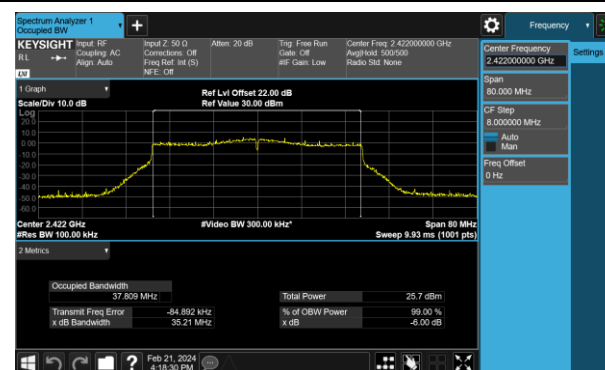 Spectrum Analyzer 1
Occupied BW
+
Frequency
KEYSIGHT
RL
LXI
Input: RF
Coupling: AC
Align: Auto
Input Z: 50 Ω
Corrections: Off
Freq Ref: Int (S)
NFE: Off
Atten: 20 dB
Trig: Free Run
Gate: Off
#IF Gain: Low
Center Freq: 2.422000000 GHz
Avg|Hold: 500/500
Radio Std: None
Center Frequency
2.422000000 GHz
Settings
Span
80.000 MHz
CF Step
8.000000 MHz
Auto
Man
Freq Offset
0 Hz
1 Graph
Scale/Div 10.0 dB
Ref Lvl Offset 22.00 dB
Ref Value 30.00 dBm
Log
20.0
10.0
0.00
-10.0
-20.0
-30.0
-40.0
-50.0
-60.0
Center 2.422 GHz
#Video BW 300.00 kHz*
Span 80 MHz
#Res BW 100.00 kHz
Sweep 9.93 ms (1001 pts)
2 Metrics
Occupied Bandwidth
37.809 MHz
Total Power 25.7 dBm
Transmit Freq Error -84.892 kHz
% of OBW Power 99.00 %
x dB Bandwidth 35.21 MHz
x dB -6.00 dB
?
Feb 21, 2024
4:18:30 PM